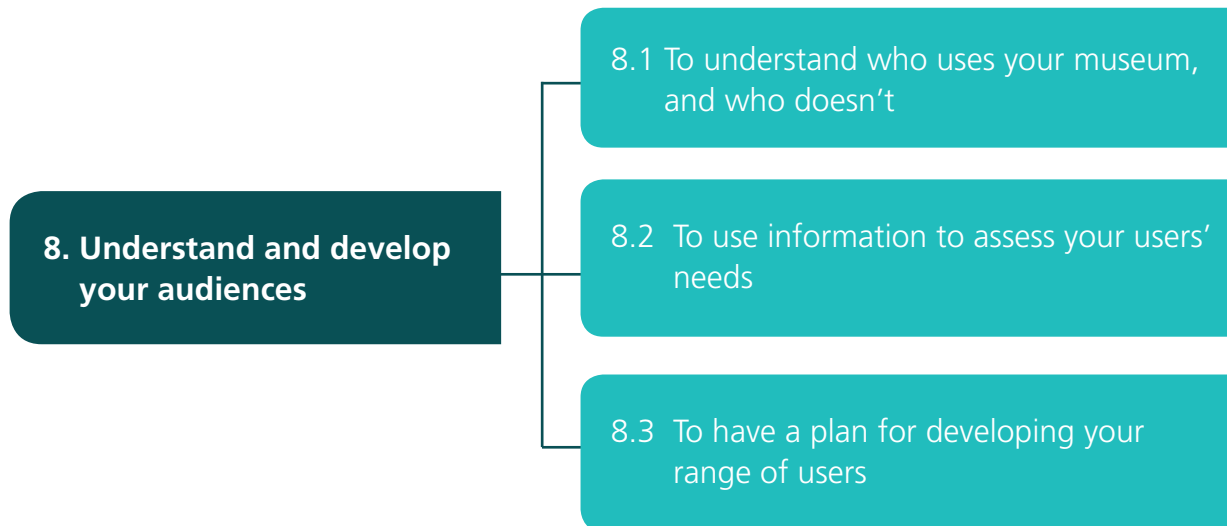 8. Understand and develop
your audiences
8.1 To understand who uses your museum,
and who doesn’t
8.2 To use information to assess your users’
needs
8.3 To have a plan for developing your
range of users